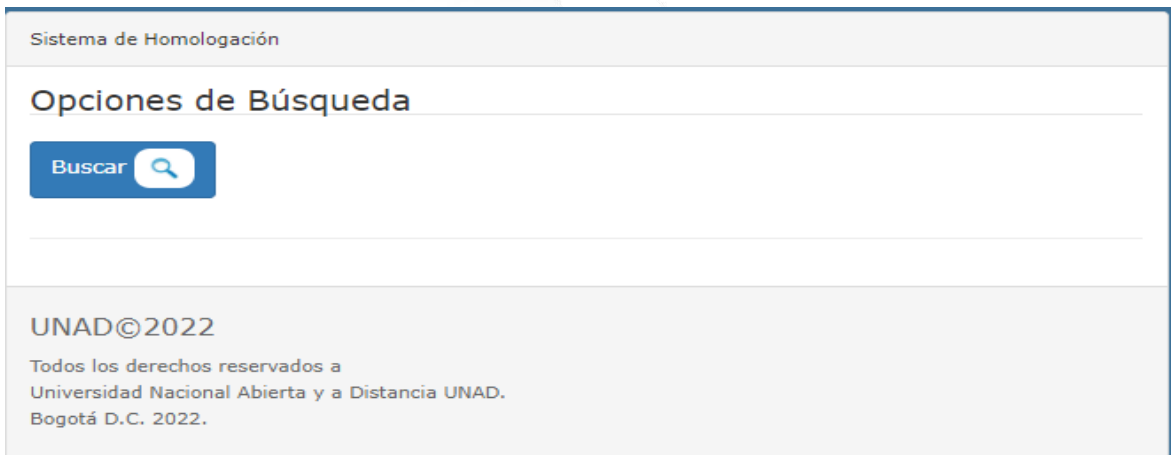 Sistema de Homologación
Opciones de Búsqueda
Buscar
UNAD©2022
Todos los derechos reservados a
Universidad Nacional Abierta y a Distancia UNAD.
Bogotá D.C. 2022.